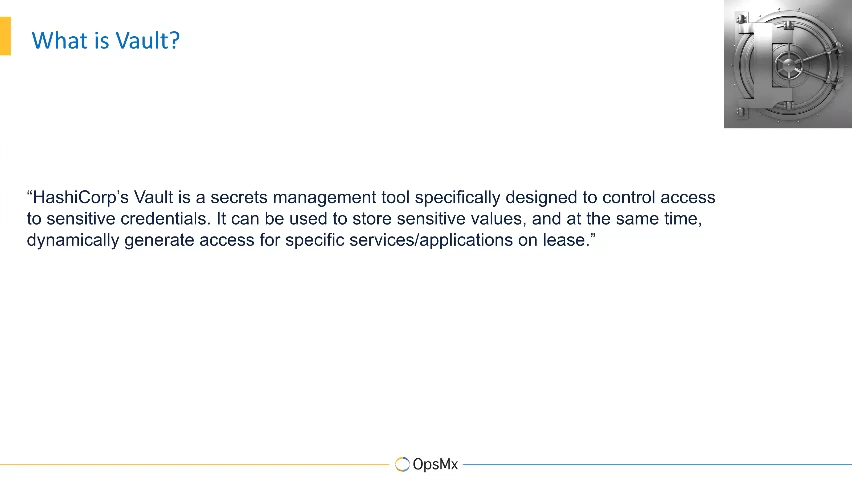 What is Vault?
“HashiCorp’s Vault is a secrets management tool specifically designed to control access
to sensitive credentials. It can be used to store sensitive values, and at the same time,
dynamically generate access for specific services/applications on lease.”
OpsMx